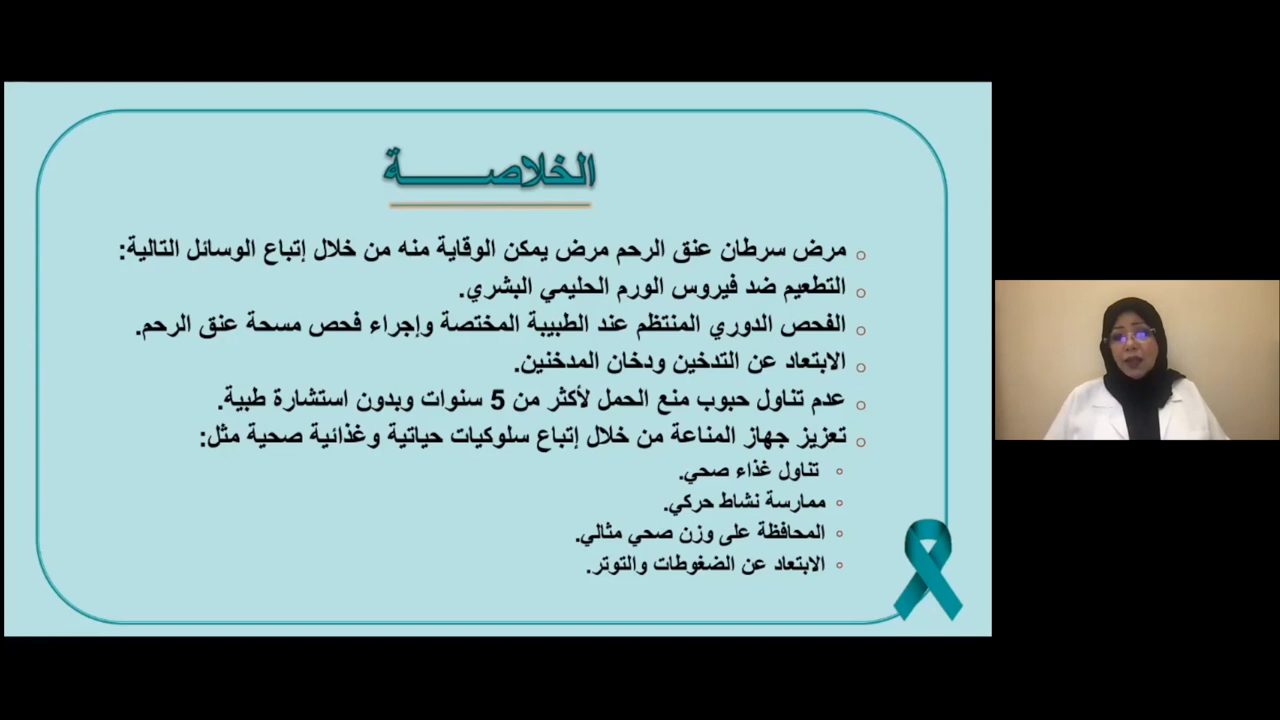 الخلاصـــــــة
مرض سرطان عنق الرحم مرض يمكن الوقاية منه من خلال إتباع الوسائل التالية:
التطعيم ضد فيروس الورم الحليمي البشري.
الفحص الدوري المنتظم عند الطبيبة المختصة وإجراء فحص مسحة عنق الرحم.
الابتعاد عن التدخين ودخان المدخنين.
عدم تناول حبوب منع الحمل لأكثر من 5 سنوات وبدون استشارة طبية.
تعزيز جهاز المناعة من خلال إتباع سلوكيات حياتية وغذائية صحية مثل:
تناول غذاء صحي.
ممارسة نشاط حركي.
المحافظة على وزن صحي مثالي.
الابتعاد عن الضغوطات والتوتر.